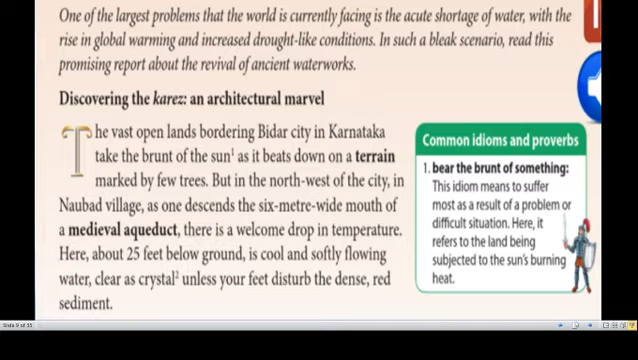 One of the largest problems that the world is currently facing is the acute shortage of water, with the
rise in global warming and increased drought-like conditions. In such a bleak scenario, read this
promising report about the revival of ancient waterworks.
Discovering the karez: an architectural marvel
The vast open lands bordering Bidar city in Karnataka
take the brunt of the sun¹ as it beats down on a terrain
marked by few trees. But in the north-west of the city, in
Naubad village, as one descends the six-metre-wide mouth of
a medieval aqueduct, there is a welcome drop in temperature.
Here, about 25 feet below ground, is cool and softly flowing
water, clear as crystal² unless your feet disturb the dense, red
sediment.
Common idioms and proverbs
1. bear the brunt of something:
This idiom means to suffer
most as a result of a problem or
difficult situation. Here, it
refers to the land being
subjected to the sun's burning
heat.
Slide 9 of 35